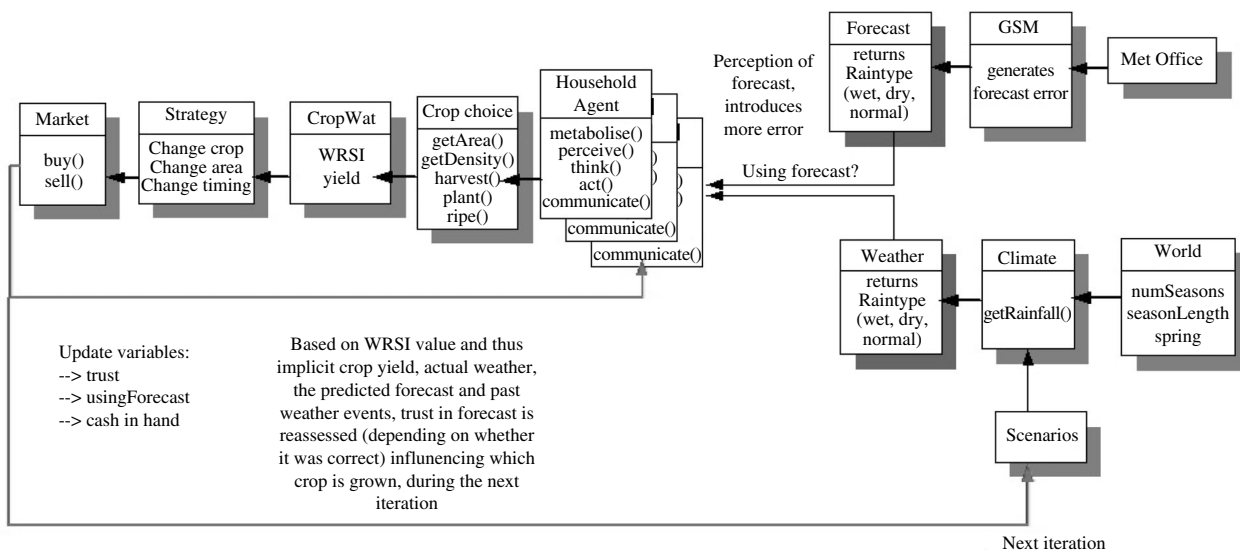 Market
buy()
sell()
Strategy
Change crop
Change area
Change timing
CropWat
WRSI
yield
Crop choice
getArea()
getDensity()
harvest()
plant()
ripe()
Household
Agent
metabolise()
perceive()
think()
act()
communicate()
communicate()
communicate()
Perception of
forecast,
introduces
more error
Using forecast?
Forecast
returns
Raintype
(wet, dry,
normal)
GSM
generates
forecast error
Met Office
Weather
returns
Raintype
(wet, dry,
normal)
Climate
getRainfall()
World
numSeasons
seasonLength
spring
Scenarios
Next iteration
Update variables:
--> trust
--> usingForecast
--> cash in hand
Based on WRSI value and thus
implicit crop yield, actual weather,
the predicted forecast and past
weather events, trust in forecast is
reassessed (depending on whether
it was correct) influnencing which
crop is grown, during the next
iteration